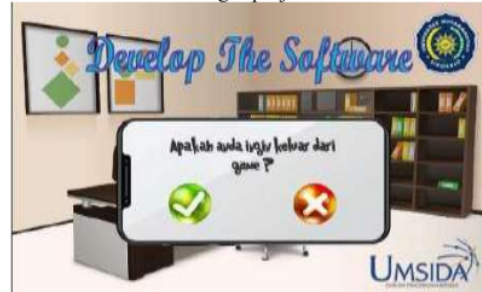 Develop The Software
Apakah anda ingin keluar dari
game ?
UMSIDA